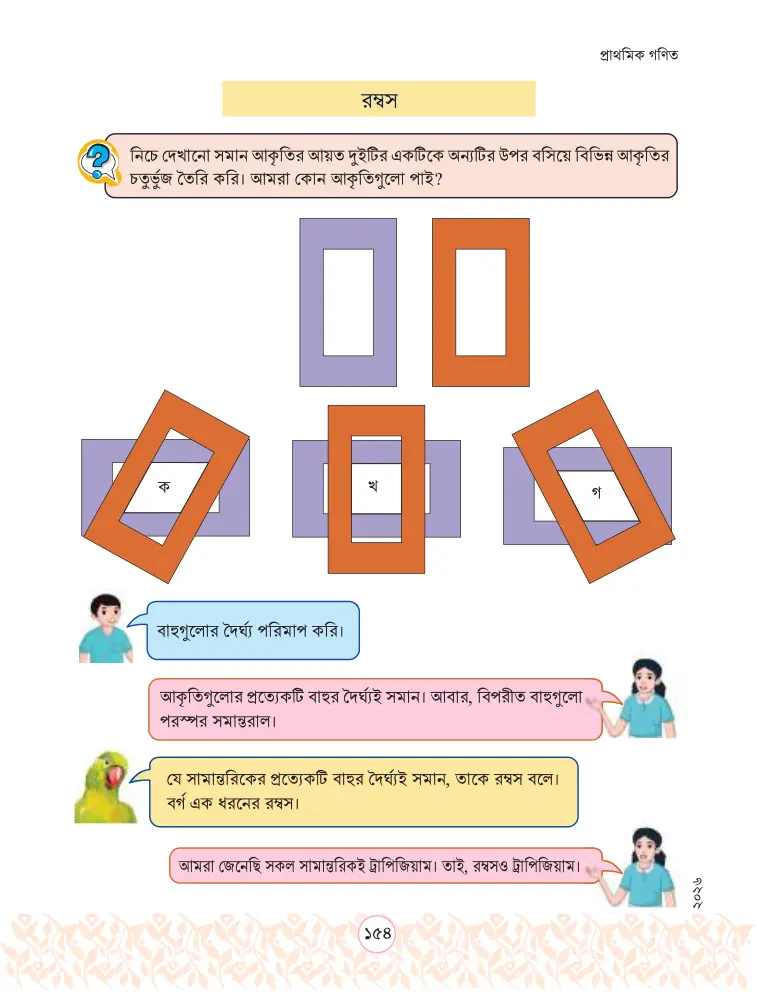 প্রাথমিক গণিত
রম্বস
নিচে দেখানো সমান আকৃতির আয়ত দুইটির একটিকে অন্যটির উপর বসিয়ে বিভিন্ন আকৃতির
চতুর্ভুজ তৈরি করি। আমরা কোন আকৃতিগুলো পাই?
ক
খ
গ
বাহুগুলোর দৈর্ঘ্য পরিমাপ করি।
আকৃতিগুলোর প্রত্যেকটি বাহুর দৈর্ঘ্যই সমান। আবার, বিপরীত বাহুগুলো
পরস্পর সমান্তরাল।
যে সামান্তরিকের প্রত্যেকটি বাহুর দৈর্ঘ্যই সমান, তাকে রম্বস বলে।
বর্গ এক ধরনের রম্বস।
আমরা জেনেছি সকল সামান্তরিকই ট্রাপিজিয়াম। তাই, রম্বসও ট্রাপিজিয়াম।
২০২৬
১৫৪